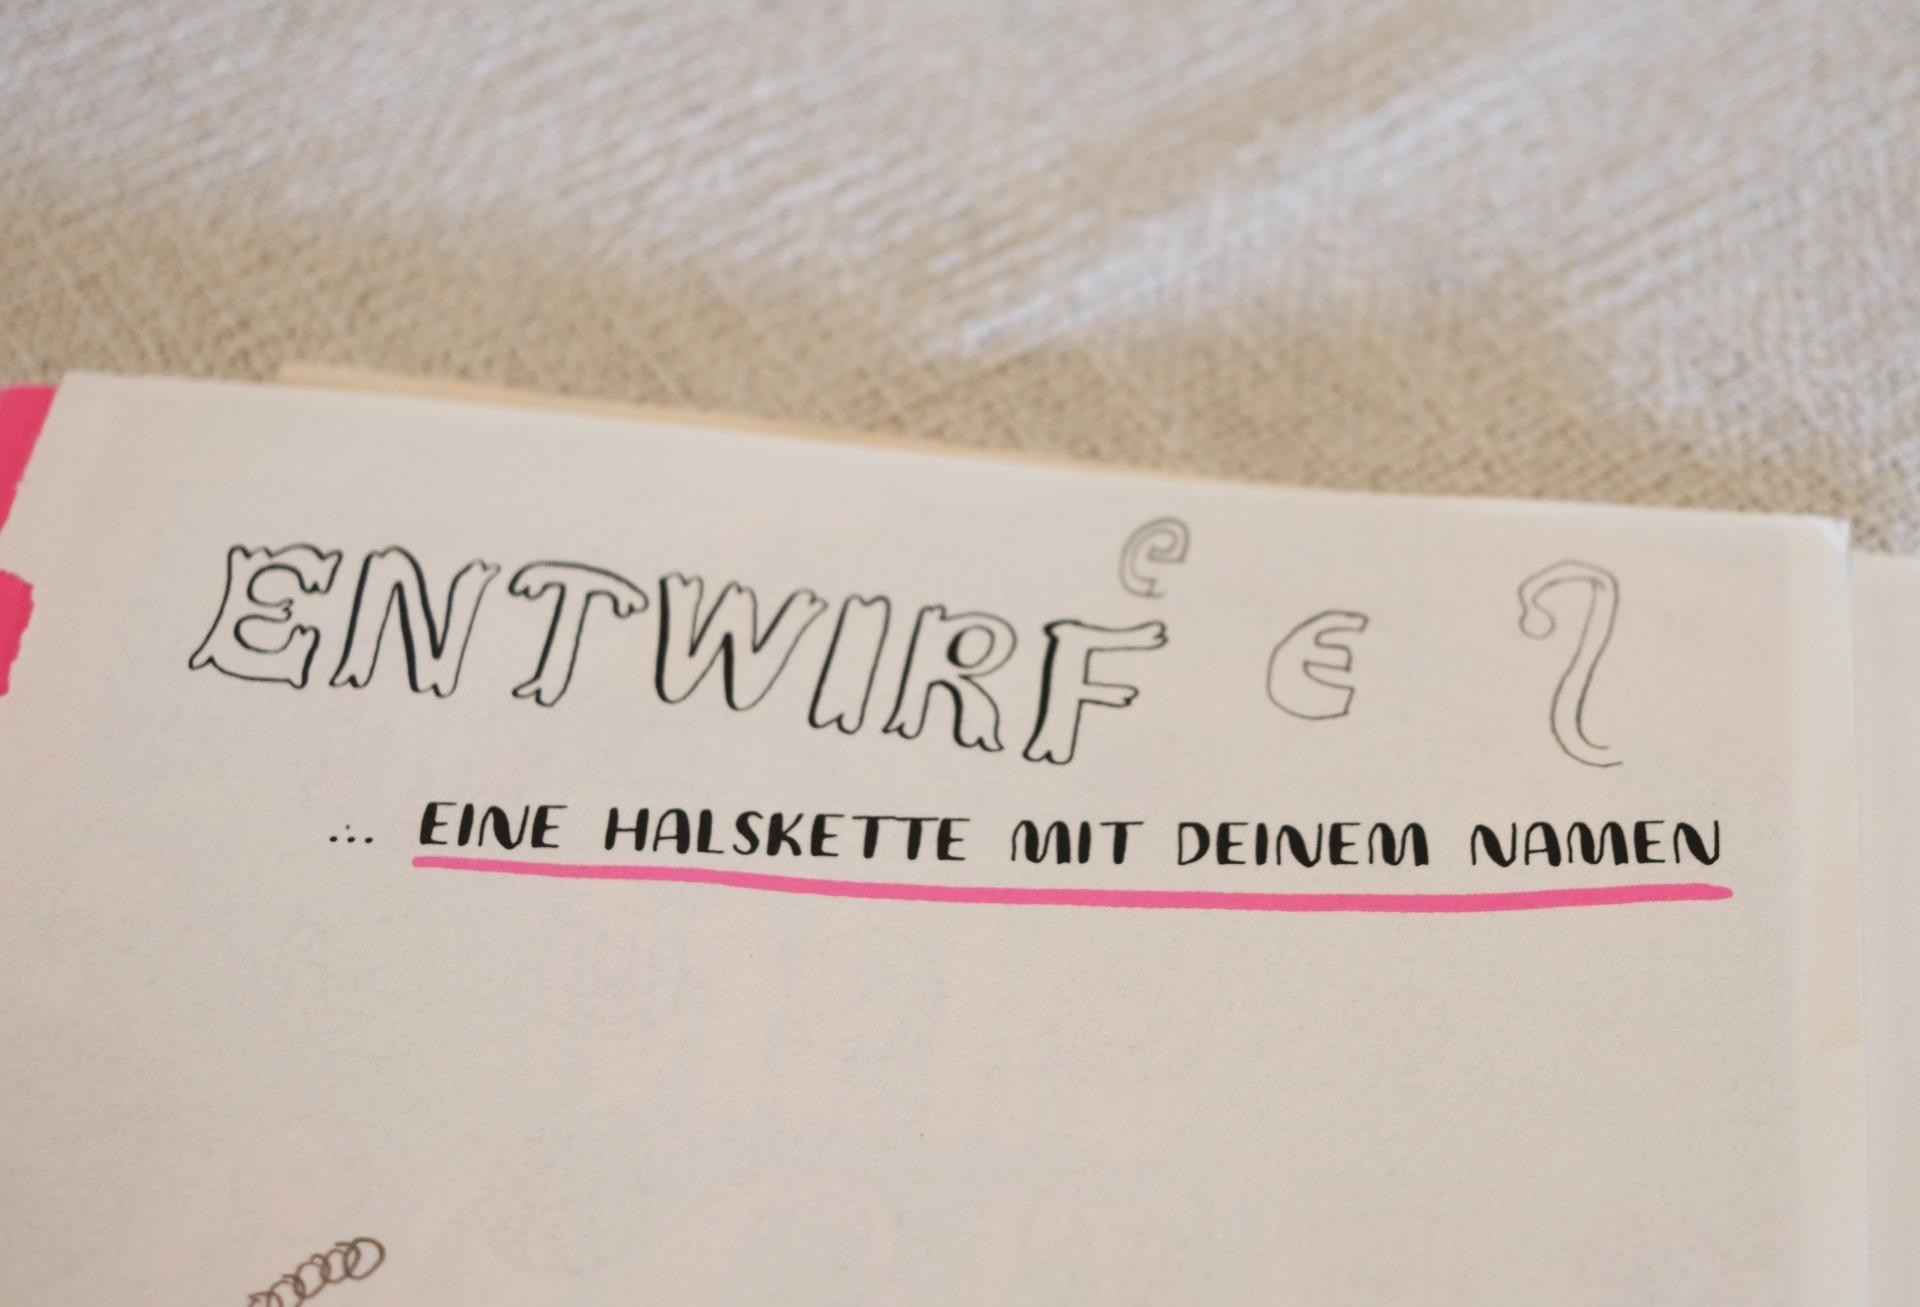 ENTWIRF e E
... EINE HALSKETTE MIT DEINEM NAMEN